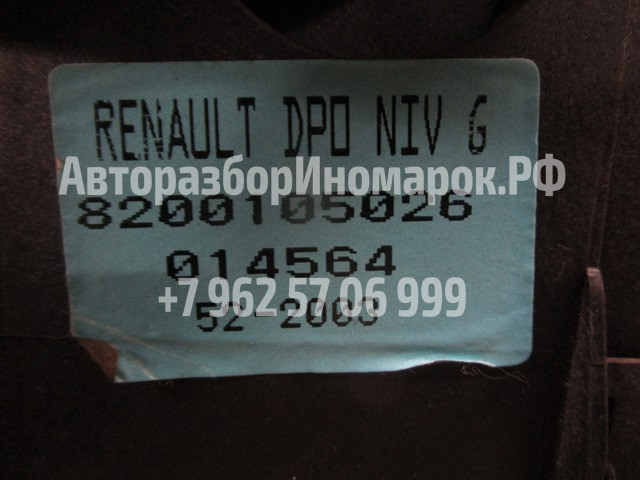 RENAULT DPO NIV G
АвторазборИномарок.РФ
8200105026
014564
+7 962 57 06 999
52-2003